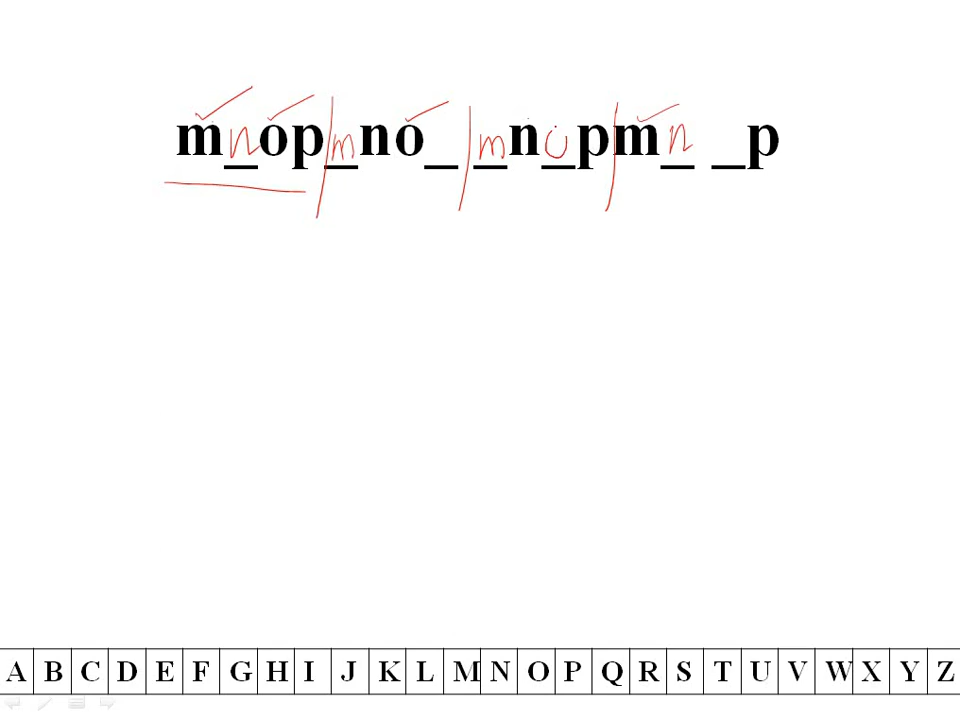 m_op_no_ _n_pm_ _p
n m m o n
A B C D E F G H I J K L M N O P Q R S T U V W X Y Z